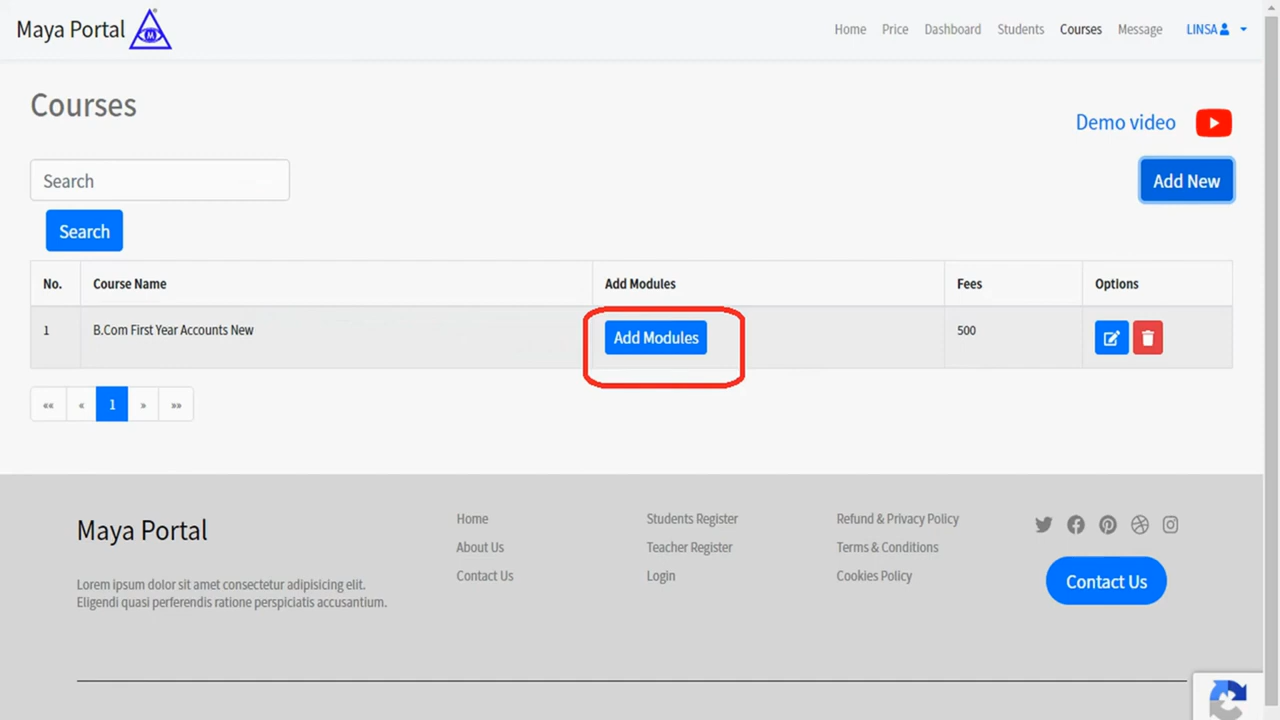 Maya Portal
M
Home Price Dashboard Students Courses Message LINSA
Courses
Demo video
Search
Add New
Search
No. Course Name Add Modules Fees Options
1 B.Com First Year Accounts New Add Modules 500
«« « 1 » »»
Maya Portal
Lorem ipsum dolor sit amet consectetur adipisicing elit.
Eligendi quasi perferendis ratione perspiciatis accusantium.
Home
About Us
Contact Us
Students Register
Teacher Register
Login
Refund & Privacy Policy
Terms & Conditions
Cookies Policy
Contact Us